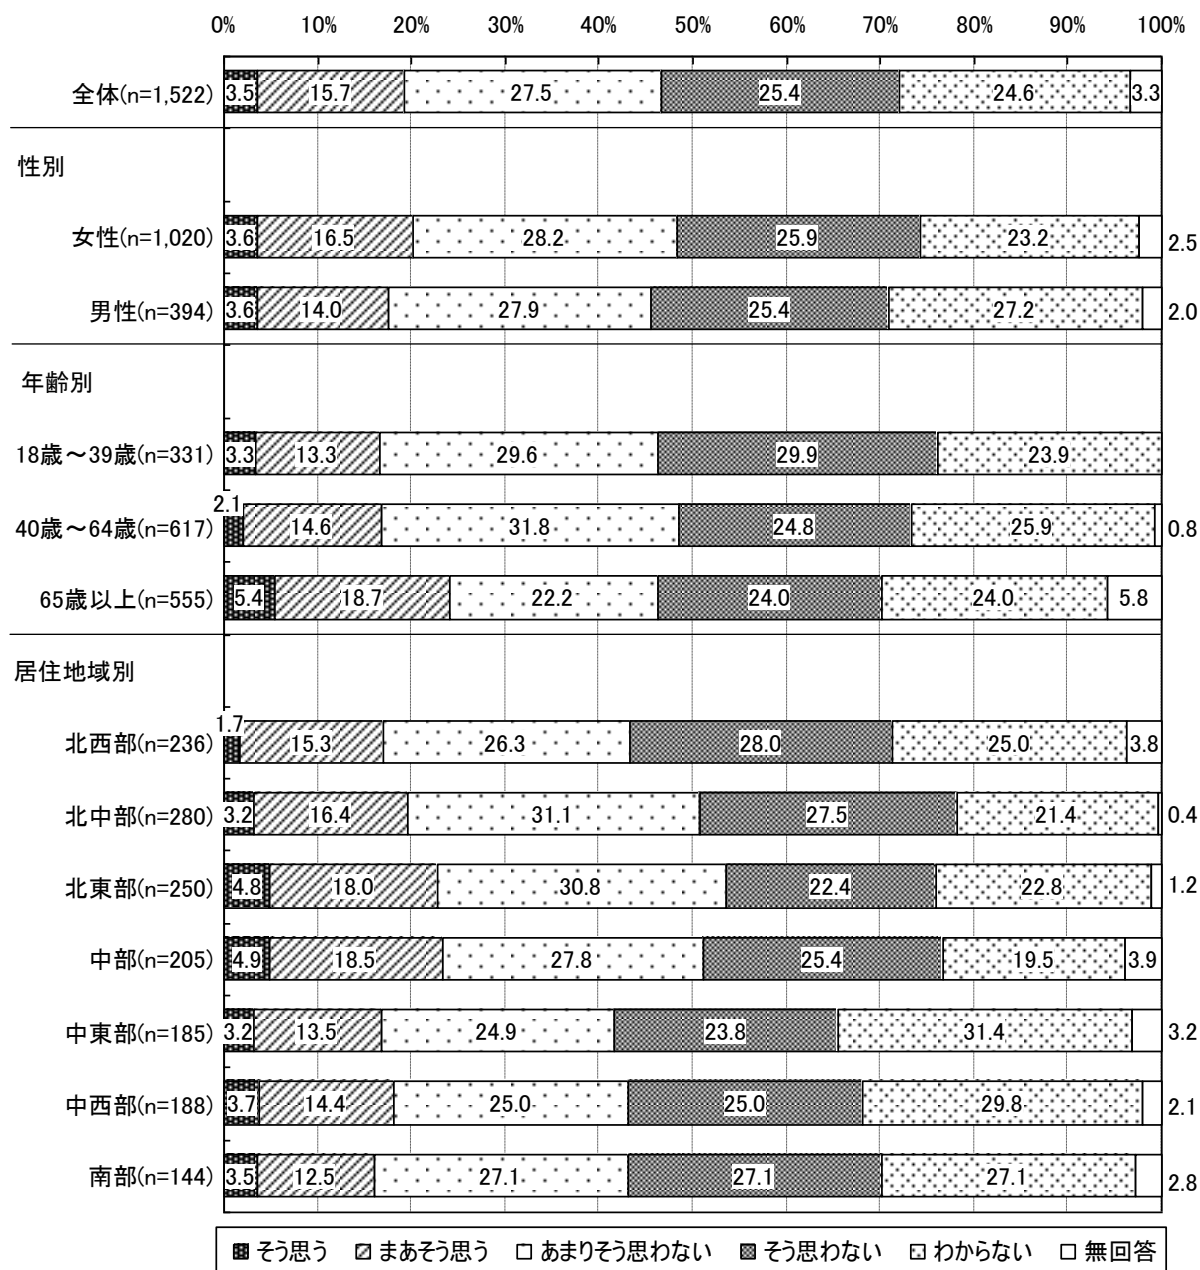 0% 10% 20% 30% 40% 50% 60% 70% 80% 90% 100%
全体(n=1,522) 3.5 15.7 27.5 25.4 24.6 3.3
性別
女性(n=1,020) 3.6 16.5 28.2 25.9 23.2 2.5
男性(n=394) 3.6 14.0 27.9 25.4 27.2 2.0
年齢別
18歳～39歳(n=331) 3.3 13.3 29.6 29.9 23.9
40歳～64歳(n=617) 2.1 14.6 31.8 24.8 25.9 0.8
65歳以上(n=555) 5.4 18.7 22.2 24.0 24.0 5.8
居住地域別
北西部(n=236) 1.7 15.3 26.3 28.0 25.0 3.8
北中部(n=280) 3.2 16.4 31.1 27.5 21.4 0.4
北東部(n=250) 4.8 18.0 30.8 22.4 22.8 1.2
中部(n=205) 4.9 18.5 27.8 25.4 19.5 3.9
中東部(n=185) 3.2 13.5 24.9 23.8 31.4 3.2
中西部(n=188) 3.7 14.4 25.0 25.0 29.8 2.1
南部(n=144) 3.5 12.5 27.1 27.1 27.1 2.8
そう思う まあそう思う あまりそう思わない そう思わない わからない 無回答